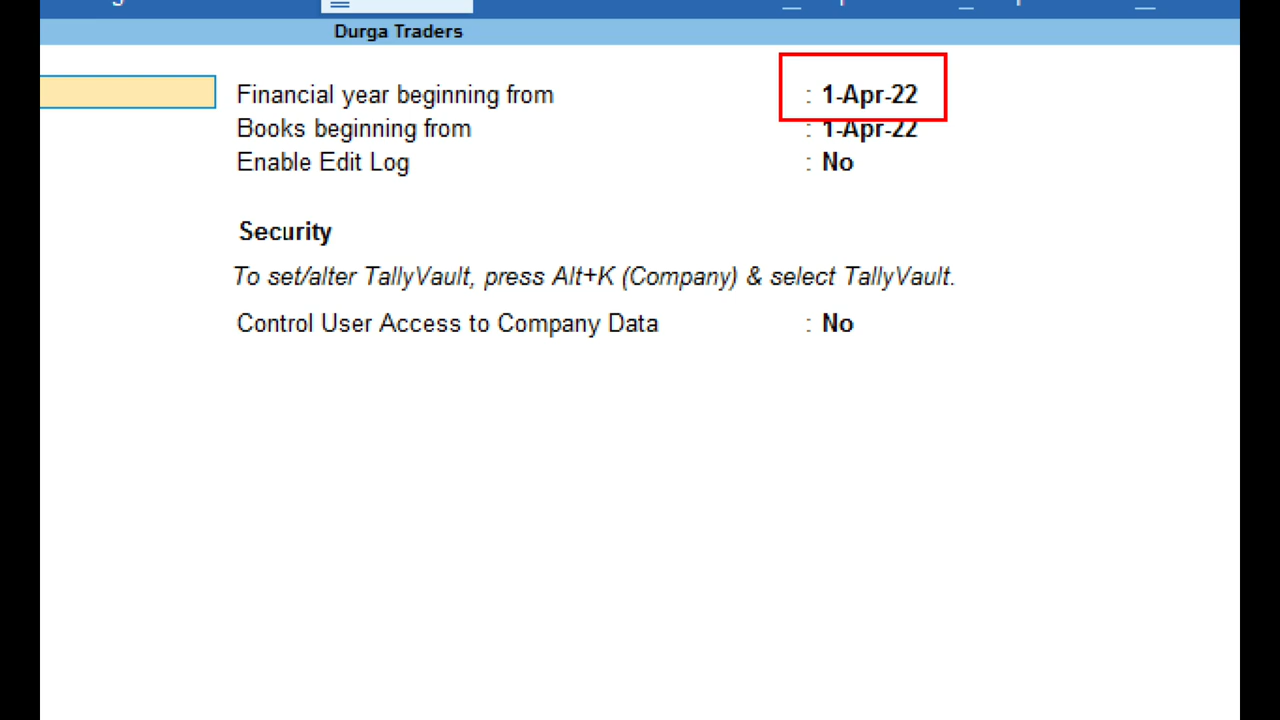 Durga Traders
Financial year beginning from : 1-Apr-22
Books beginning from : 1-Apr-22
Enable Edit Log : No
Security
To set/alter TallyVault, press Alt+K (Company) & select TallyVault.
Control User Access to Company Data : No